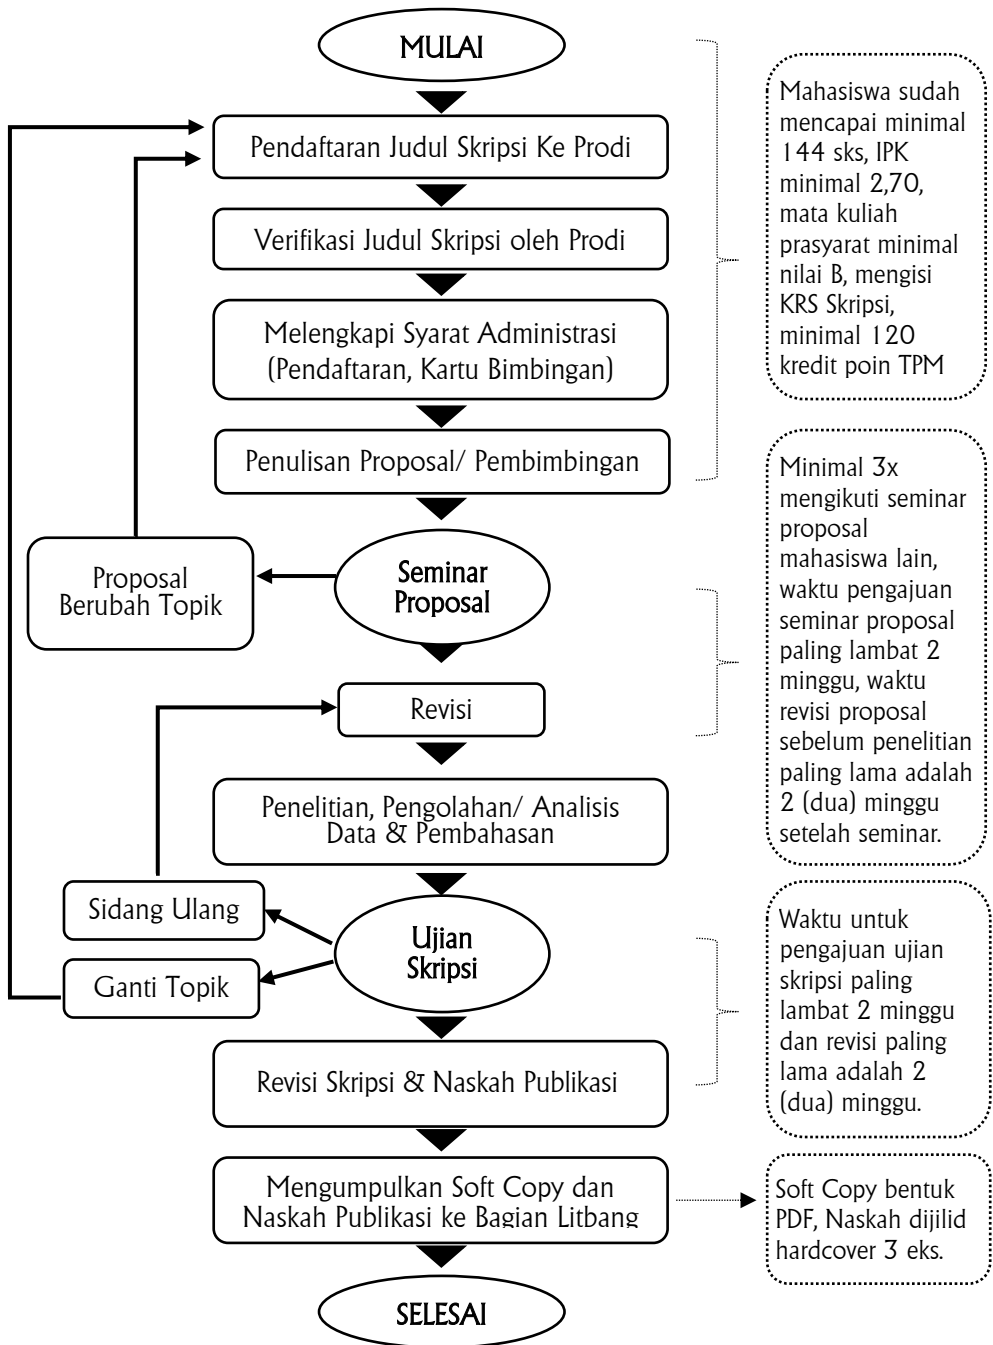 MULAI
Pendaftaran Judul Skripsi Ke Prodi
Verifikasi Judul Skripsi oleh Prodi
Melengkapi Syarat Administrasi
(Pendaftaran, Kartu Bimbingan)
Penulisan Proposal/ Pembimbingan
Mahasiswa sudah
mencapai minimal
144 sks, IPK
minimal 2,70,
mata kuliah
prasyarat minimal
nilai B, mengisi
KRS Skripsi,
minimal 120
kredit poin TPM
Seminar
Proposal
Proposal
Berubah Topik
Revisi
Minimal 3x
mengikuti seminar
proposal
mahasiswa lain,
waktu pengajuan
seminar proposal
paling lambat 2
minggu, waktu
revisi proposal
sebelum penelitian
paling lama adalah
2 (dua) minggu
setelah seminar.
Penelitian, Pengolahan/ Analisis
Data & Pembahasan
Ujian
Skripsi
Sidang Ulang
Ganti Topik
Revisi Skripsi & Naskah Publikasi
Waktu untuk
pengajuan ujian
skripsi paling
lambat 2 minggu
dan revisi paling
lama adalah 2
(dua) minggu.
Mengumpulkan Soft Copy dan
Naskah Publikasi ke Bagian Litbang
Soft Copy bentuk
PDF, Naskah dijilid
hardcover 3 eks.
SELESAI